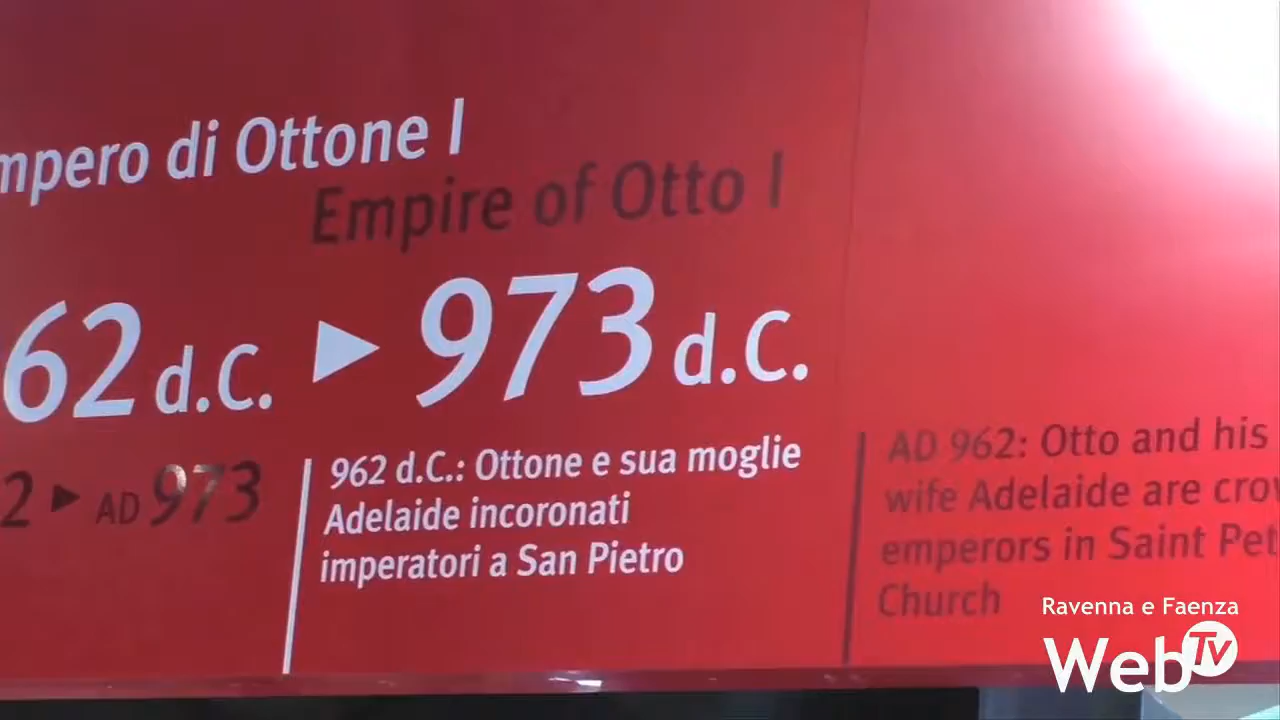 mpero di Ottone I
Empire of Otto I
62 d.C. ▶ 973 d.C.
2 ▶ AD 973
962 d.C.: Ottone e sua moglie
Adelaide incoronati
imperatori a San Pietro
AD 962: Otto and his
wife Adelaide are cro
emperors in Saint Pet
Church
Ravenna e Faenza
Web Tv